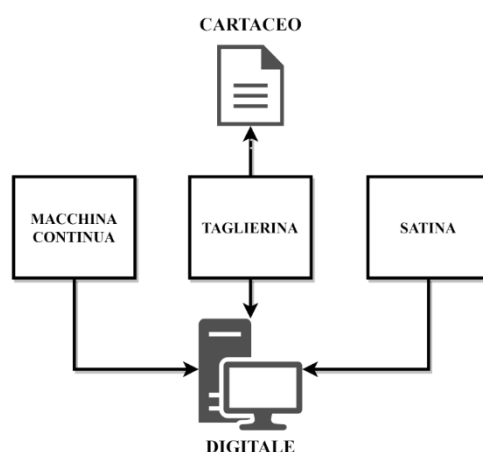 CARTACEO
MACCHINA
CONTINUA
TAGLIERINA
SATINA
DIGITALE